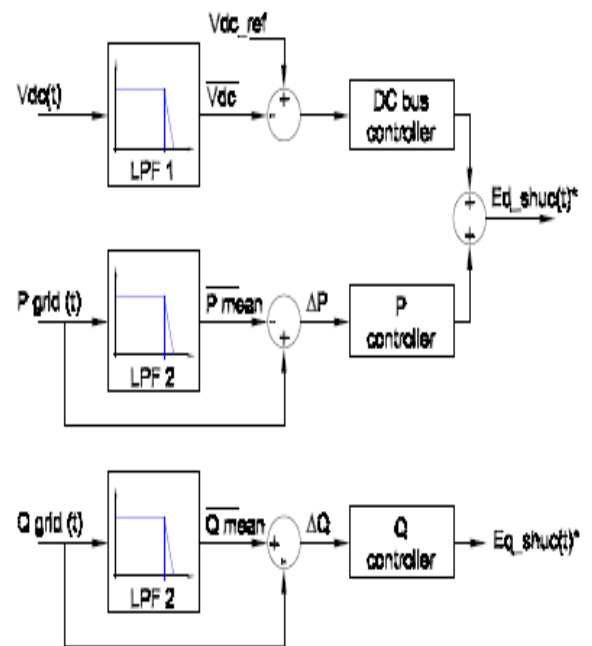 Vdc_ref
Vdc(t)
Vdc
+
-
LPF 1
DC bus
controller
+
+
Ed_shuc(t)*
P grid (t)
P mean
-
+
ΔP
P
controller
LPF 2
Q grid (t)
Q mean
+
-
ΔQ
Q
controller
Eq_shuc(t)*
LPF 2